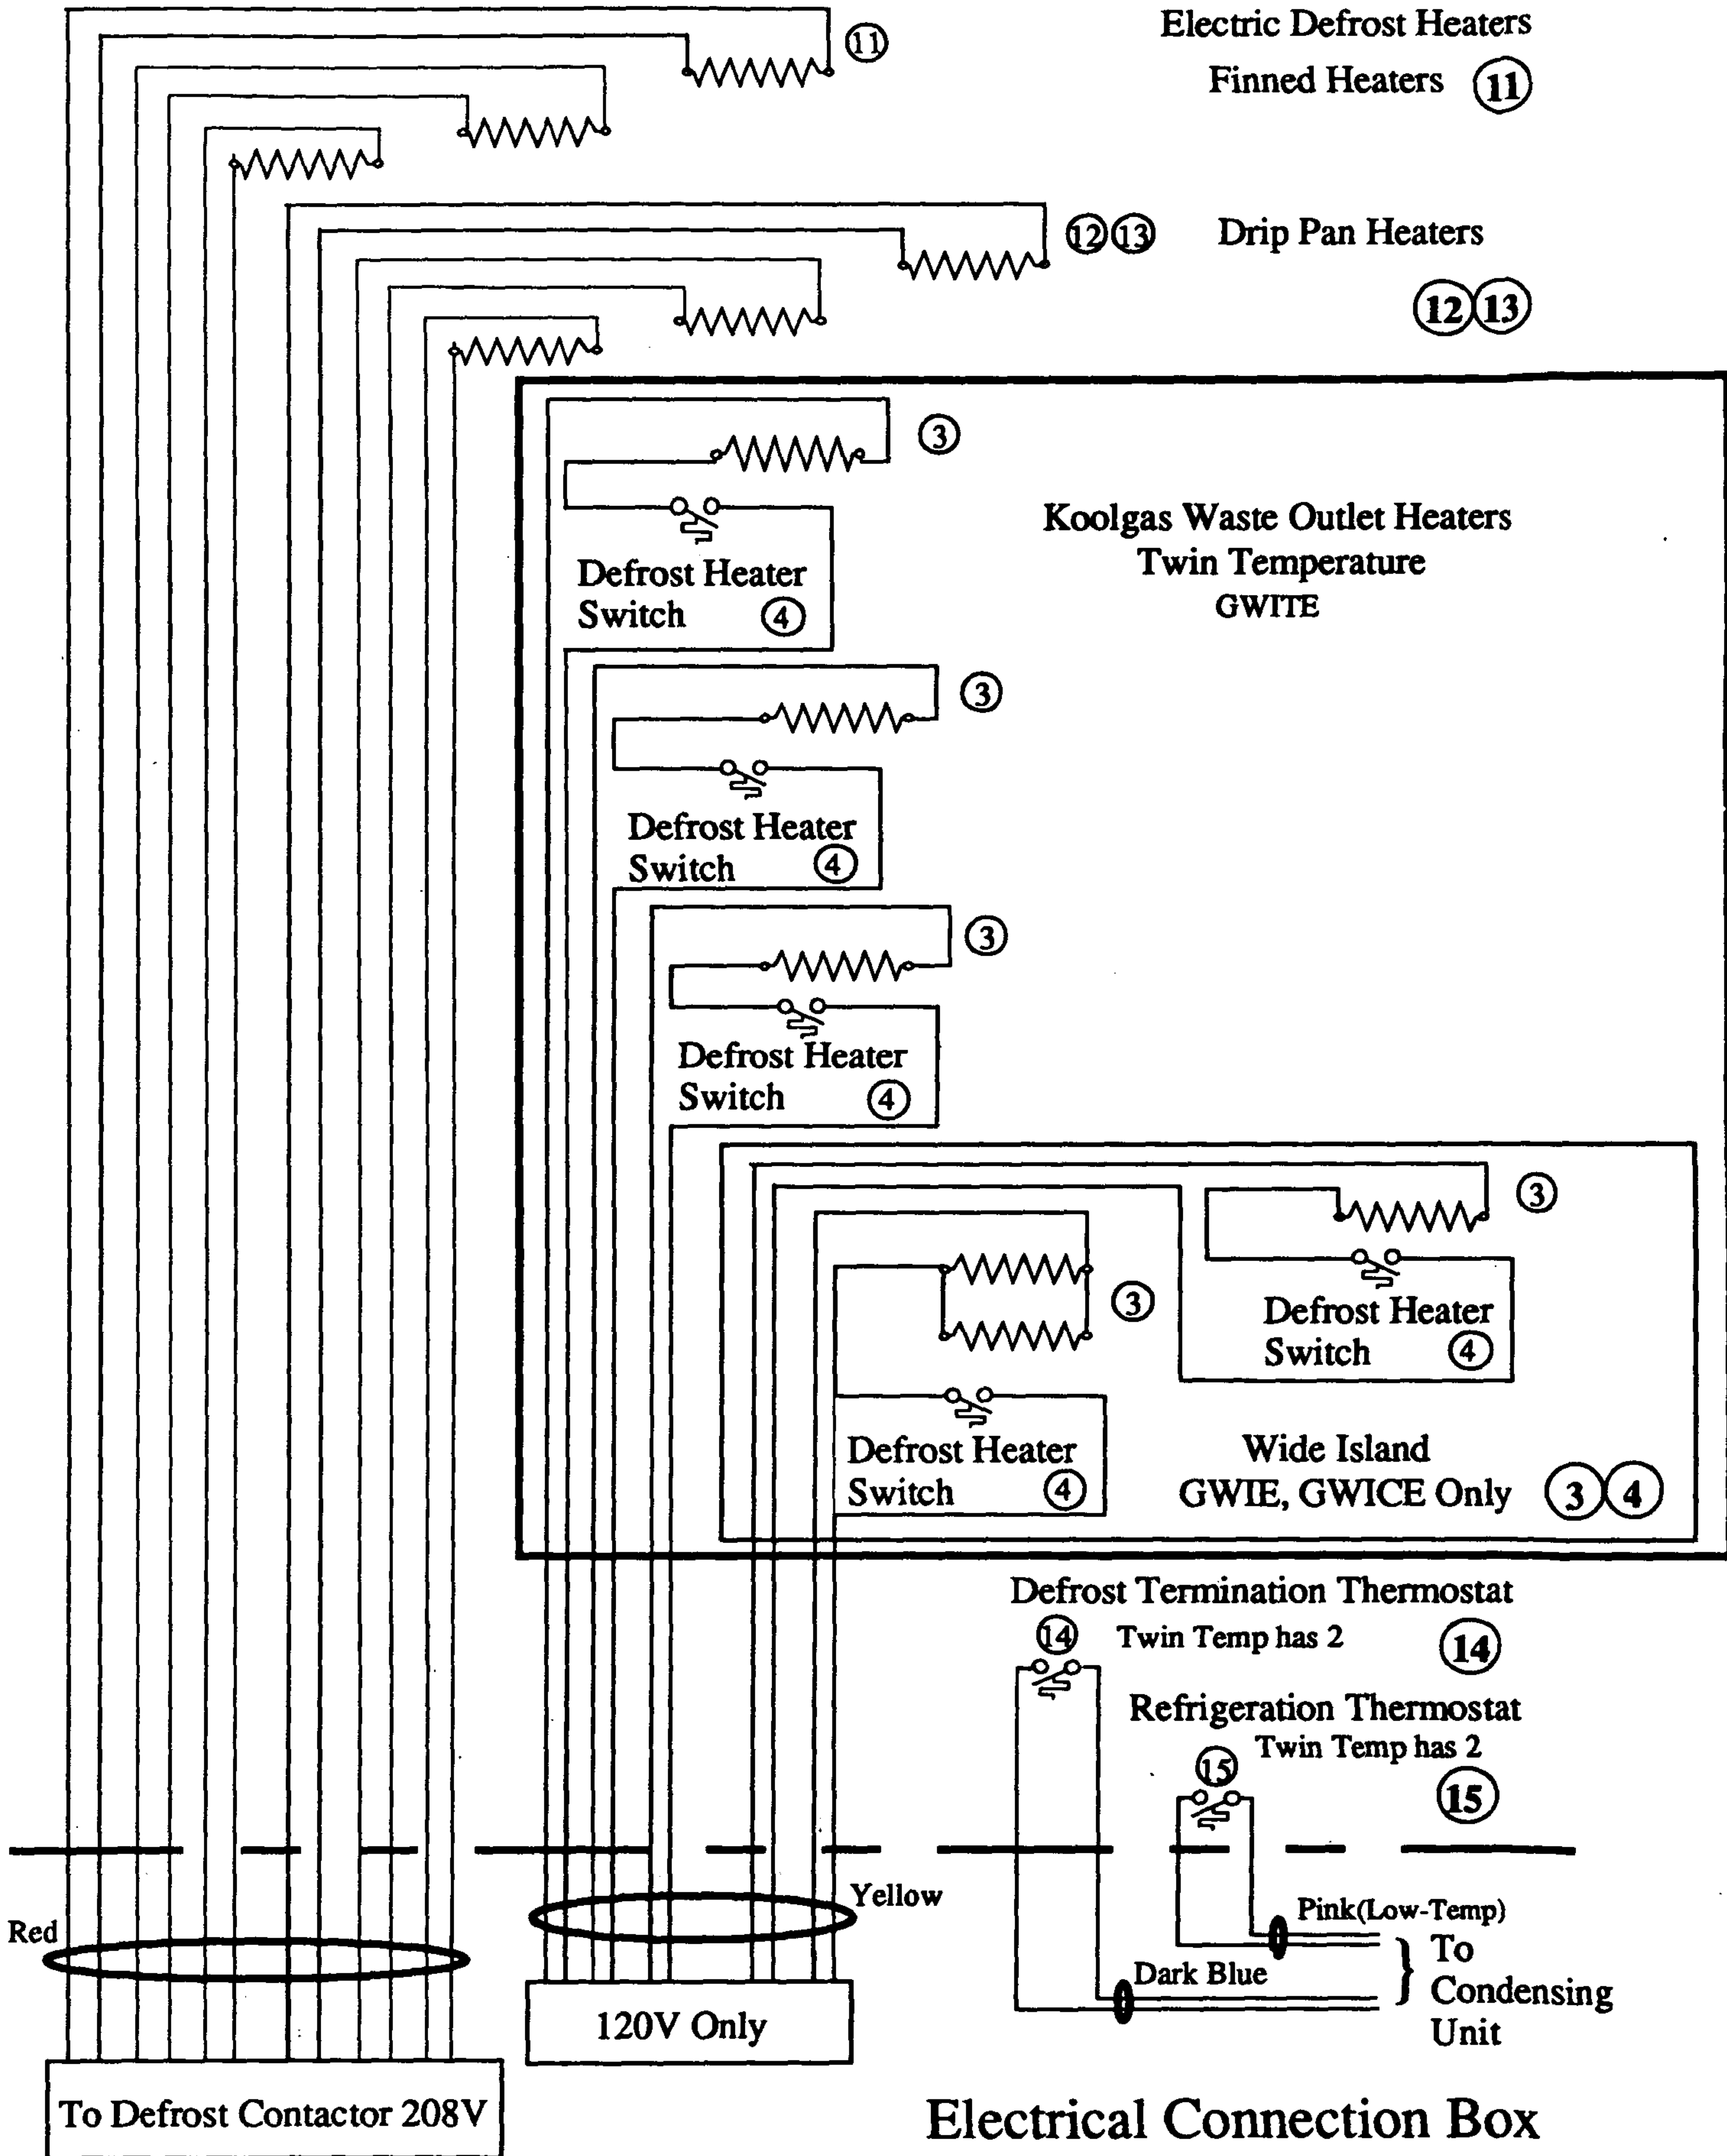 Electric Defrost Heaters
11
Finned Heaters 11
12 13 Drip Pan Heaters
12 13
3
Koolgas Waste Outlet Heaters
Twin Temperature
GWITE
Defrost Heater
Switch 4
3
Defrost Heater
Switch 4
3
Defrost Heater
Switch 4
3
3
Defrost Heater
Switch 4
Defrost Heater
Switch 4
Wide Island
GWIE, GWICE Only 3 4
Defrost Termination Thermostat
14 Twin Temp has 2 14
Refrigeration Thermostat
Twin Temp has 2
15
15
Yellow
Red
Pink(Low-Temp)
Dark Blue
} To
Condensing
Unit
120V Only
To Defrost Contactor 208V
Electrical Connection Box